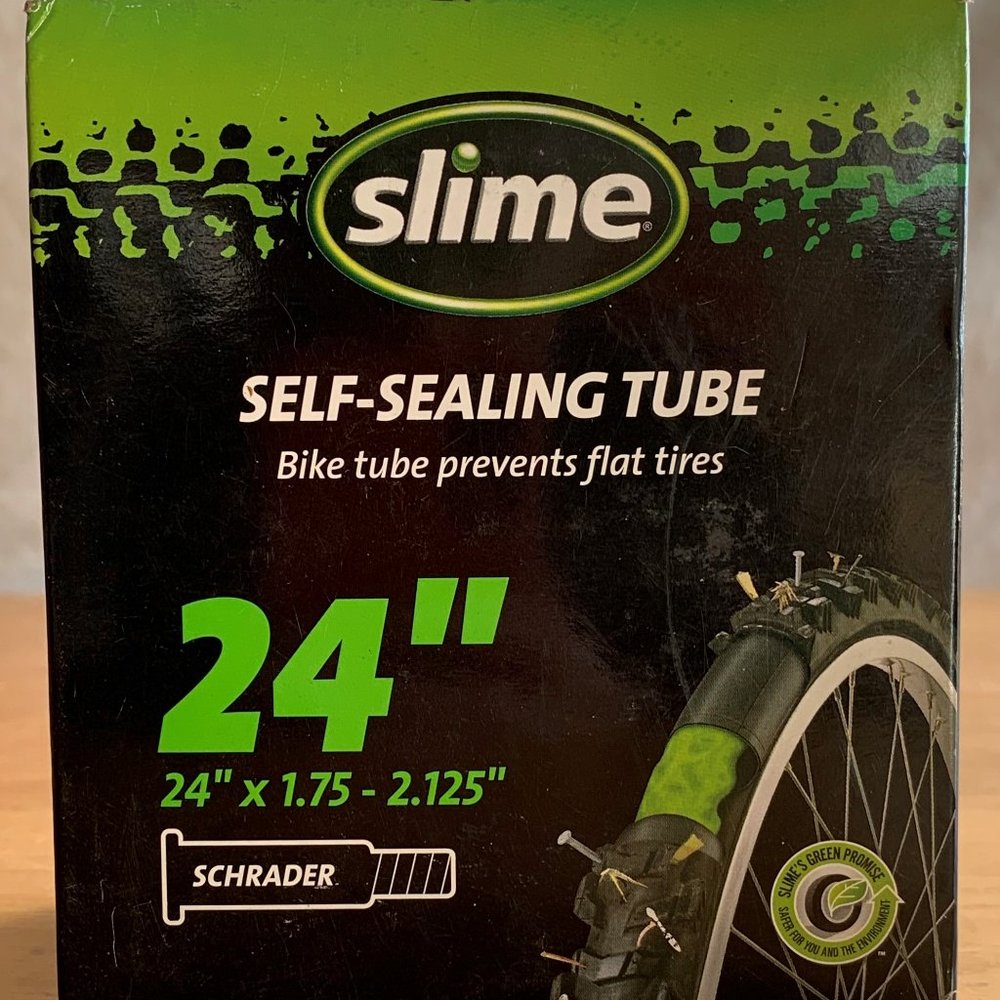 slime®
SELF-SEALING TUBE
Bike tube prevents flat tires
24"
24" x 1.75 - 2.125"
SCHRADER
SLIME'S GREEN PROMISE
SAFER FOR YOU AND THE ENVIRONMENT
™